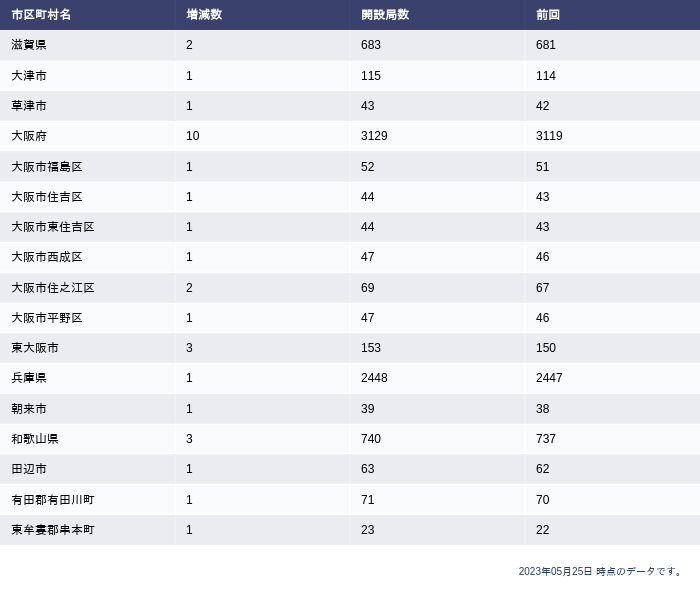 市区町村名 増減数 開設局数 前回
滋賀県 2 683 681
大津市 1 115 114
草津市 1 43 42
大阪府 10 3129 3119
大阪市福島区 1 52 51
大阪市住吉区 1 44 43
大阪市東住吉区 1 44 43
大阪市西成区 1 47 46
大阪市住之江区 2 69 67
大阪市平野区 1 47 46
東大阪市 3 153 150
兵庫県 1 2448 2447
朝来市 1 39 38
和歌山県 3 740 737
田辺市 1 63 62
有田郡有田川町 1 71 70
東牟婁郡串本町 1 23 22
2023年05月25日 時点のデータです。